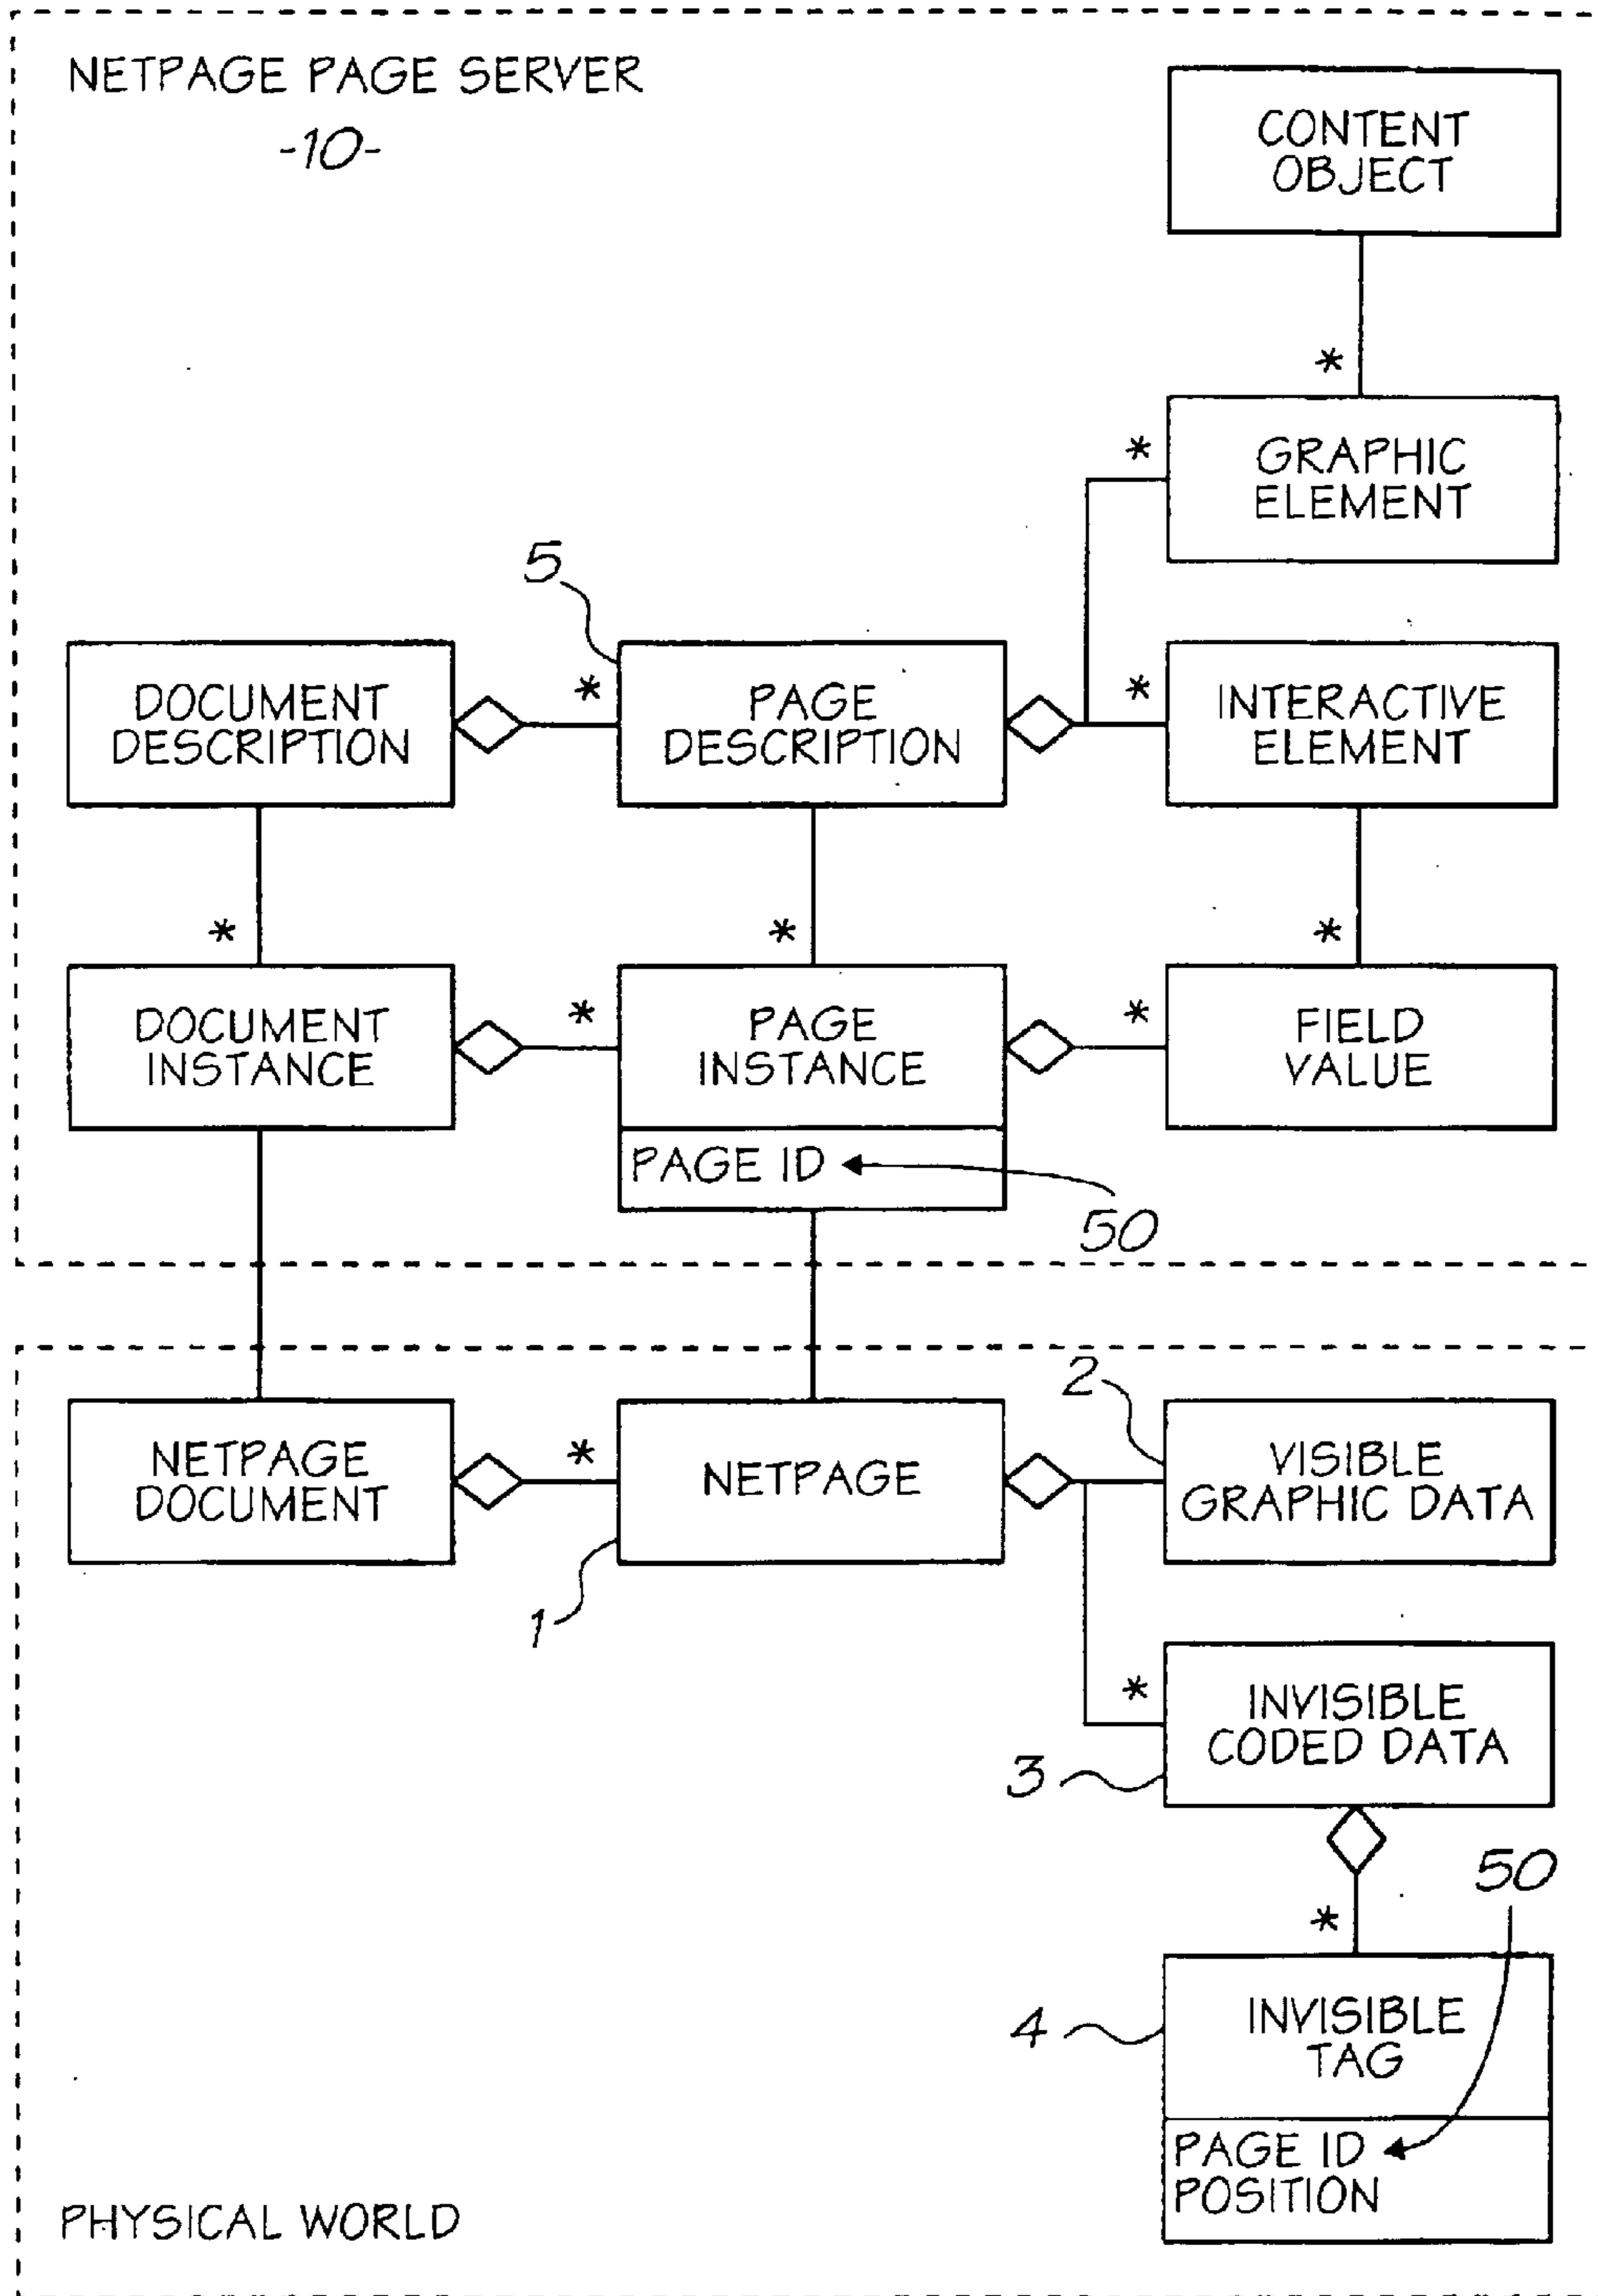 NETPAGE PAGE SERVER
-10-
CONTENT
OBJECT
*
*
GRAPHIC
ELEMENT
5
DOCUMENT
DESCRIPTION
*
PAGE
DESCRIPTION
*
INTERACTIVE
ELEMENT
*
*
*
DOCUMENT
INSTANCE
*
PAGE
INSTANCE
*
FIELD
VALUE
PAGE ID
50
2
NETPAGE
DOCUMENT
*
NETPAGE
VISIBLE
GRAPHIC DATA
1
*
INVISIBLE
CODED DATA
3
50
*
4
INVISIBLE
TAG
PAGE ID
POSITION
PHYSICAL WORLD